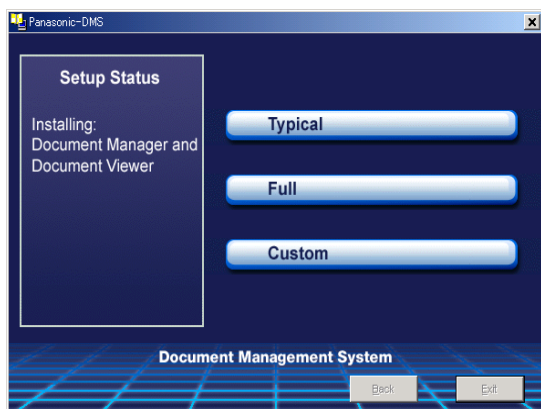 Panasonic-DMS
Setup Status
Installing:
Document Manager and
Document Viewer
Typical
Full
Custom
Document Management System
Back
Exit